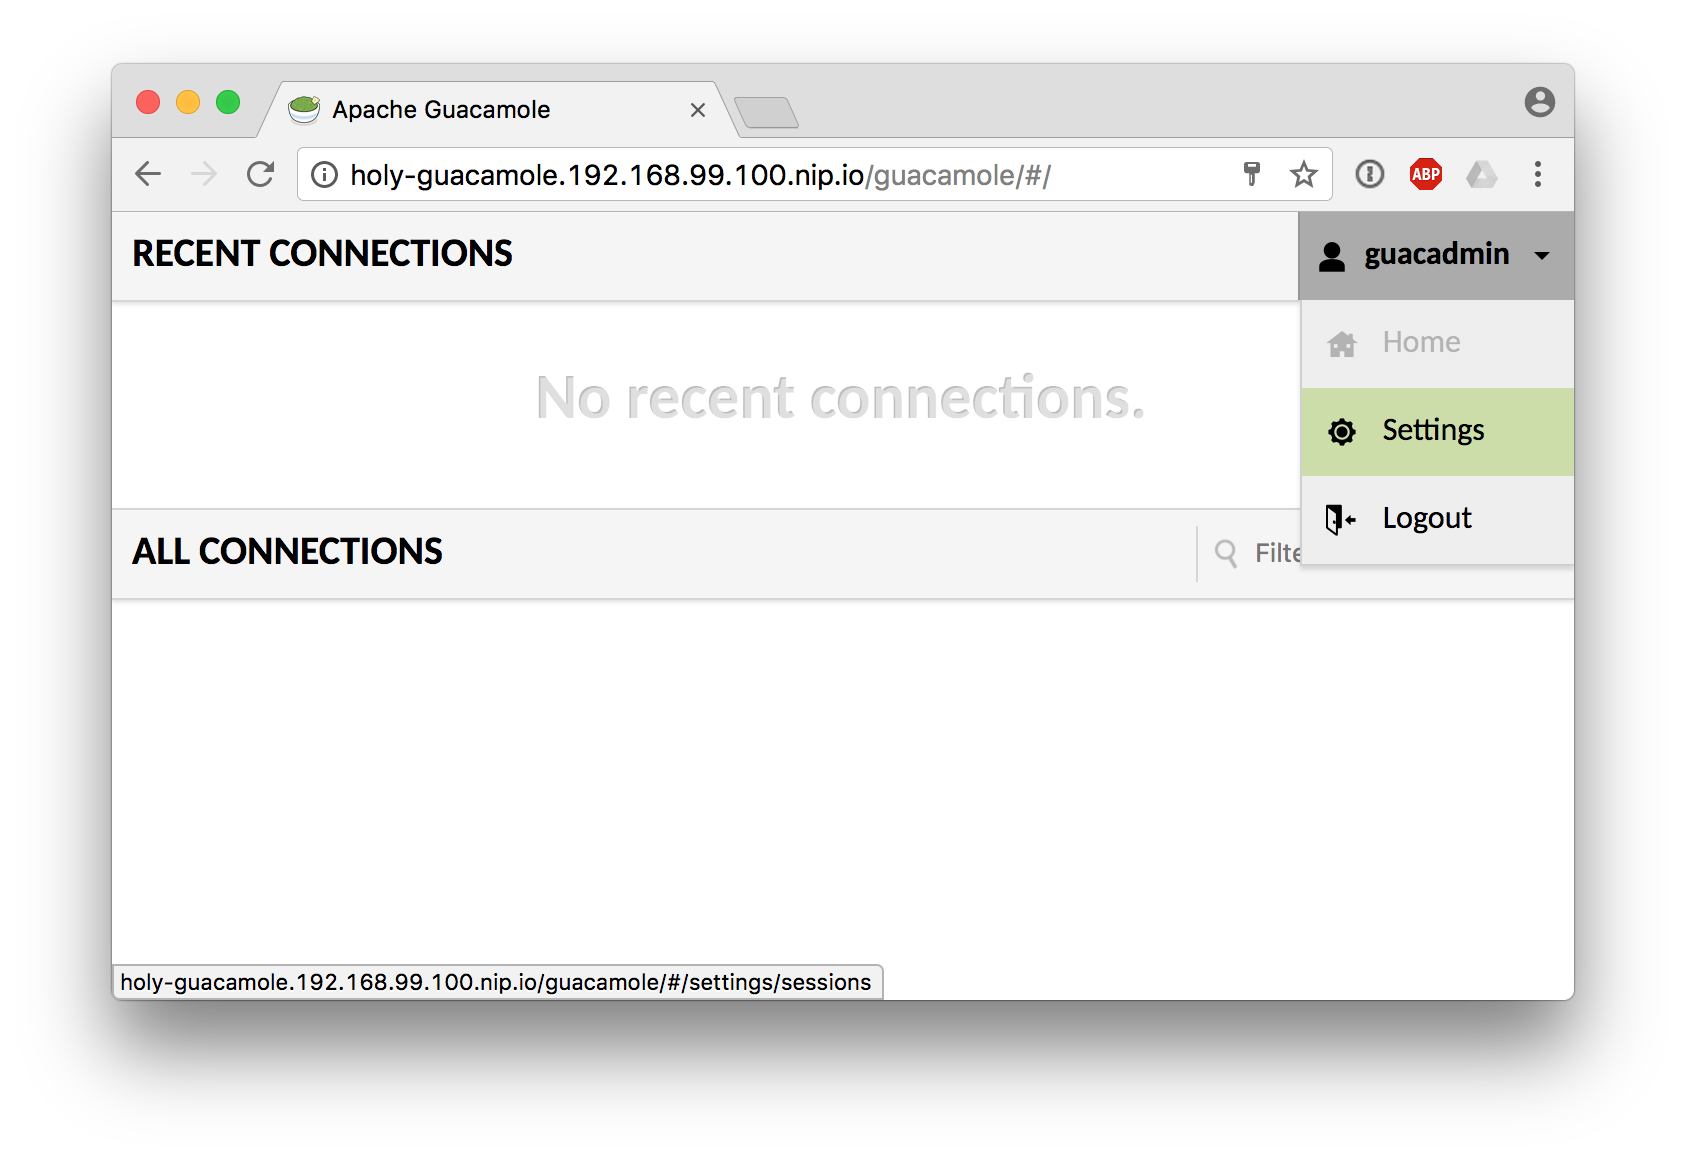 Apache Guacamole
holy-guacamole.192.168.99.100.nip.io/guacamole/#/
ABP
RECENT CONNECTIONS
guacadmin
Home
No recent connections.
Settings
Logout
ALL CONNECTIONS
Filte
holy-guacamole.192.168.99.100.nip.io/guacamole/#/settings/sessions